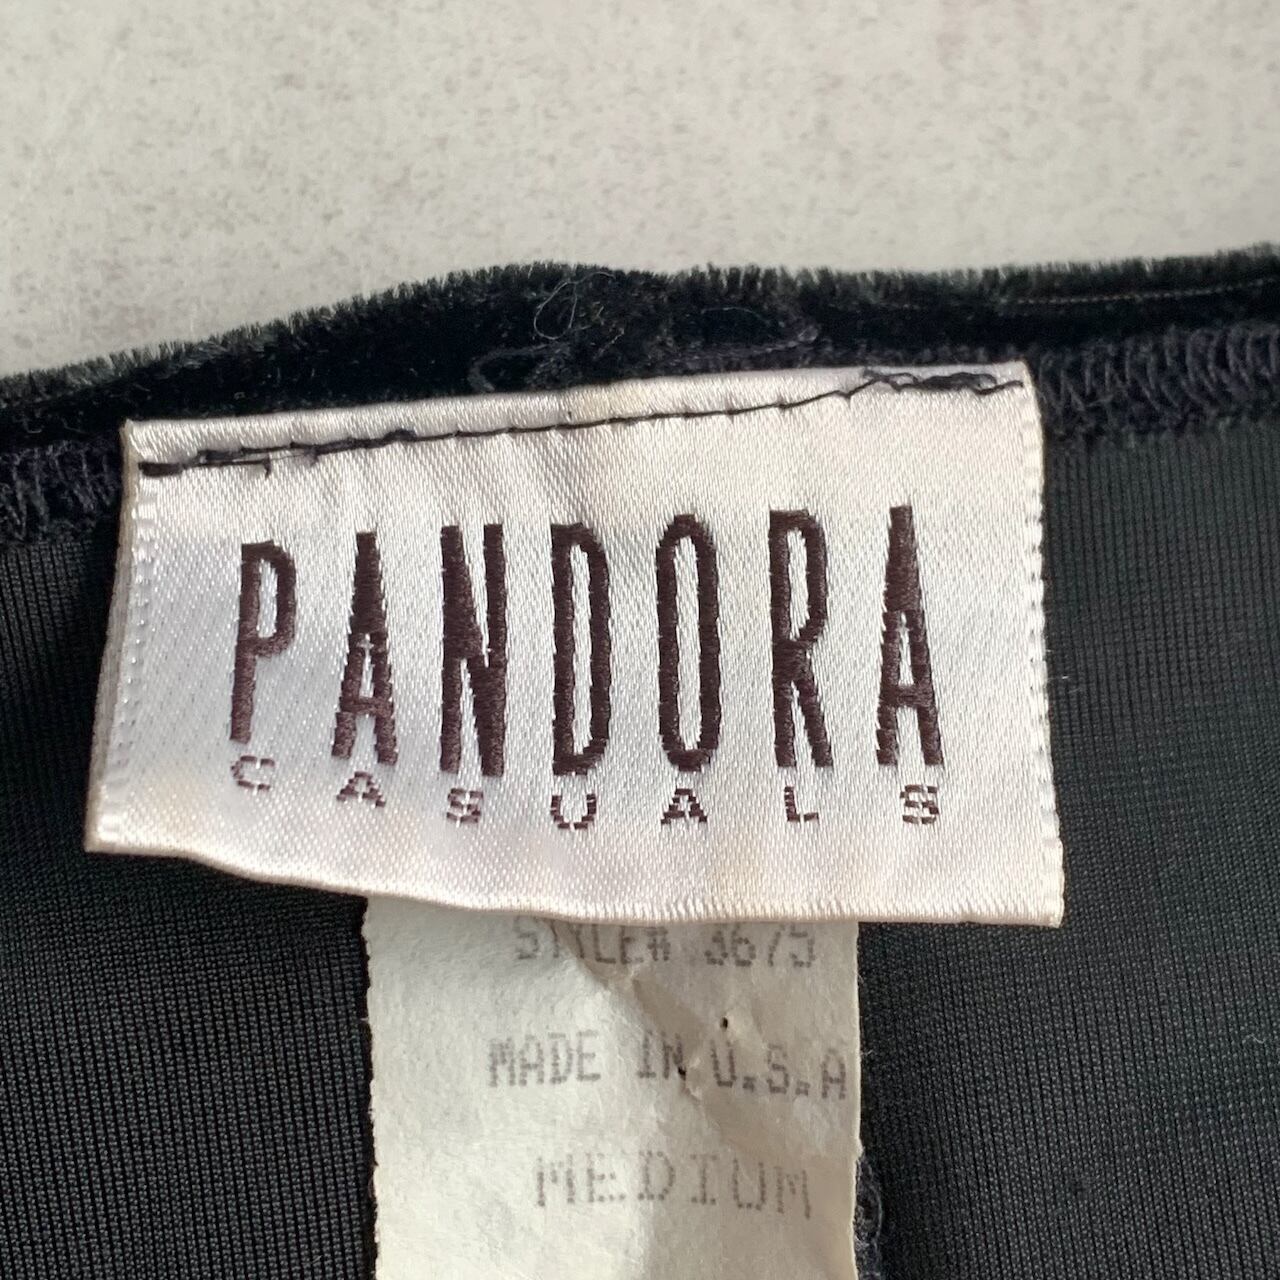 PANDORA
CASUALS
STYLE# 3675
MADE IN U.S.A
MEDIUM